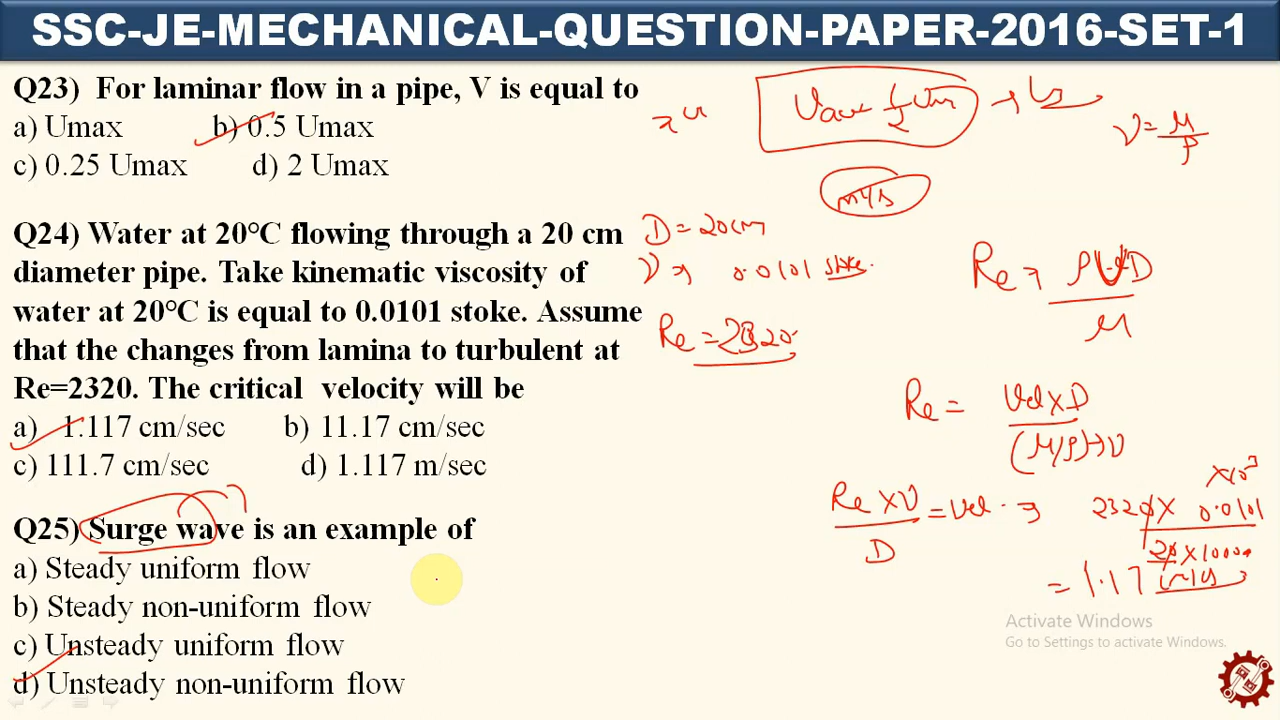 SSC-JE-MECHANICAL-QUESTION-PAPER-2016-SET-1
Q23) For laminar flow in a pipe, V is equal to
a) Umax b) 0.5 Umax
c) 0.25 Umax d) 2 Umax
Q24) Water at 20°C flowing through a 20 cm
diameter pipe. Take kinematic viscosity of
water at 20°C is equal to 0.0101 stoke. Assume
that the changes from lamina to turbulent at
Re=2320. The critical velocity will be
a) 1.117 cm/sec b) 11.17 cm/sec
c) 111.7 cm/sec d) 1.117 m/sec
Q25) Surge wave is an example of
a) Steady uniform flow
b) Steady non-uniform flow
c) Unsteady uniform flow
d) Unsteady non-uniform flow
ν = μ/ρ
D = 20cm
ν → 0.0101 stoke.
Re = 2320
Re → ρVD
μ
Re = Vel×D
(μ/ρ)→ν
Re×ν = Vel. ⇒ 2320 × 0.0101
D
= 1.17 cm/s
Activate Windows
Go to Settings to activate Windows.